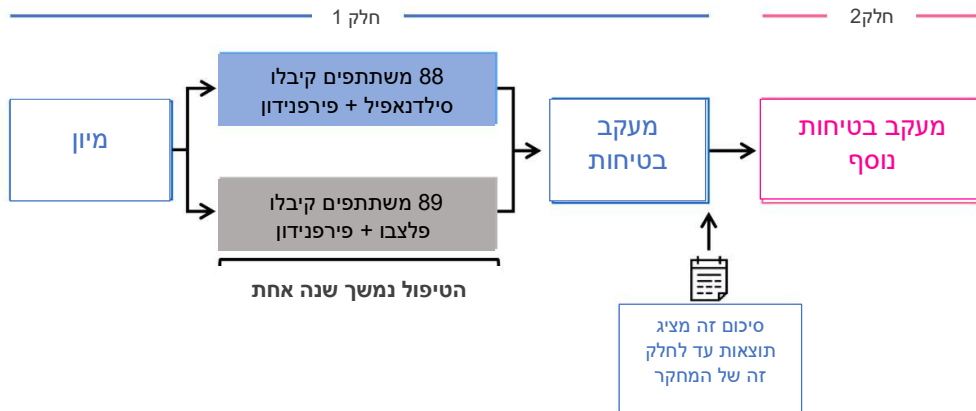 חלק 1
חלק2
מיון
88 משתתפים קיבלו
סילדנאפיל + פירפנידון
89 משתתפים קיבלו
פלצבו + פירפנידון
הטיפול נמשך שנה אחת
מעקב
בטיחות
מעקב בטיחות
נוסף
סיכום זה מציג
תוצאות עד לחלק
זה של המחקר